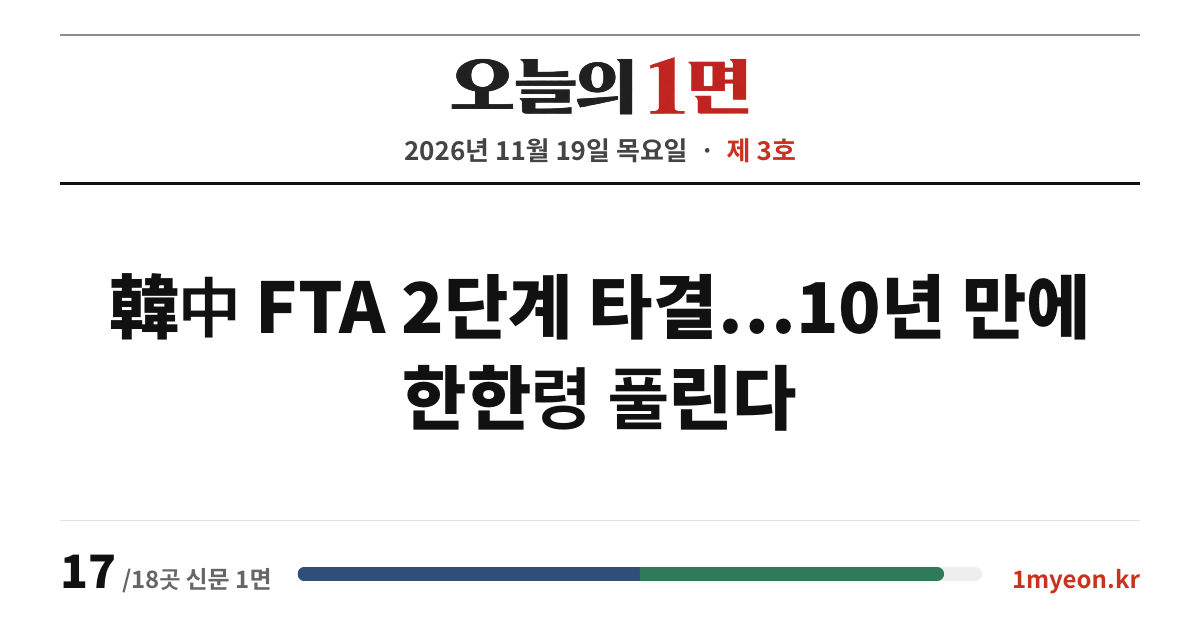 오늘의 1면
2026년 11월 19일 목요일 · 제 3호
韓中 FTA 2단계 타결…10년 만에
한한령 풀린다
17 /18곳 신문 1면
1myeon.kr